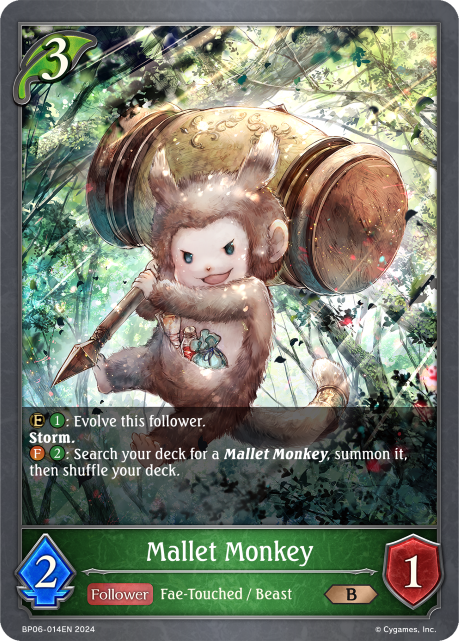 3
E 1: Evolve this follower.
Storm.
F 2: Search your deck for a Mallet Monkey, summon it,
then shuffle your deck.
Mallet Monkey
2
Follower Fae-Touched / Beast B
1
BP06-014EN 2024 © Cygames, Inc.